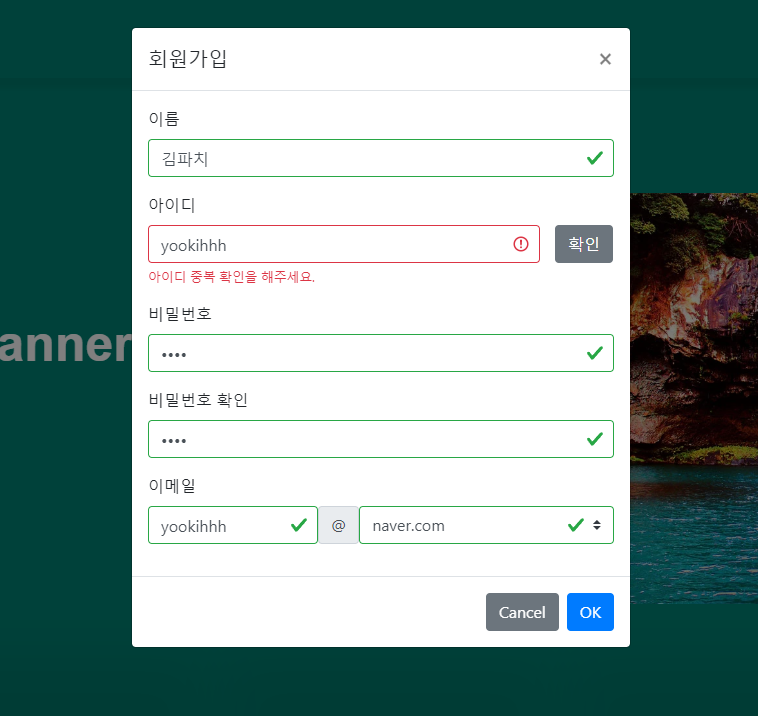 회원가입
×
이름
김파치
아이디
yookihhh
확인
아이디 중복 확인을 해주세요.
anner
비밀번호
••••
비밀번호 확인
••••
이메일
yookihhh @ naver.com
Cancel OK